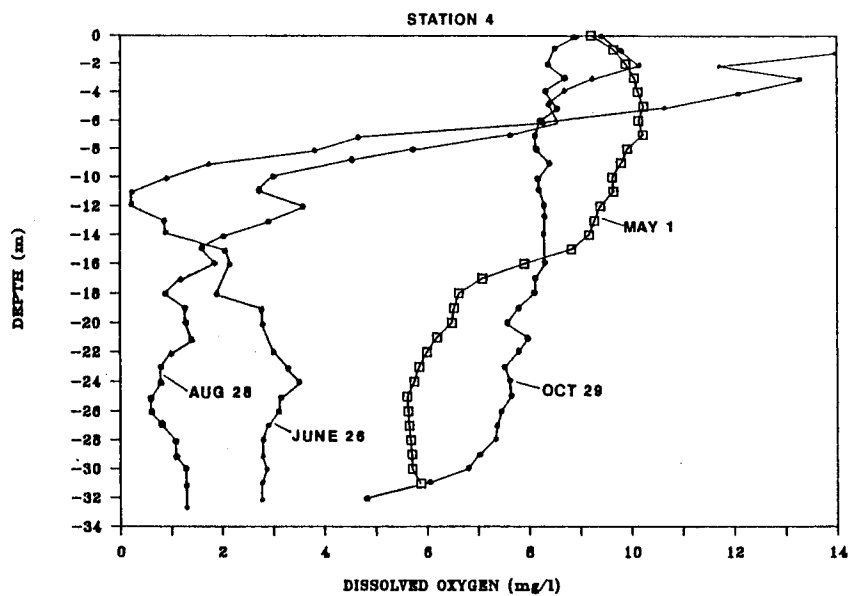 STATION 4
0
-2
-4
-6
-8
-10
-12
-14
-16
-18
-20
-22
-24
-26
-28
-30
-32
-34
DEPTH (m)
MAY 1
AUG 28
OCT 29
JUNE 26
0 2 4 6 8 10 12 14
DISSOLVED OXYGEN (mg/l)